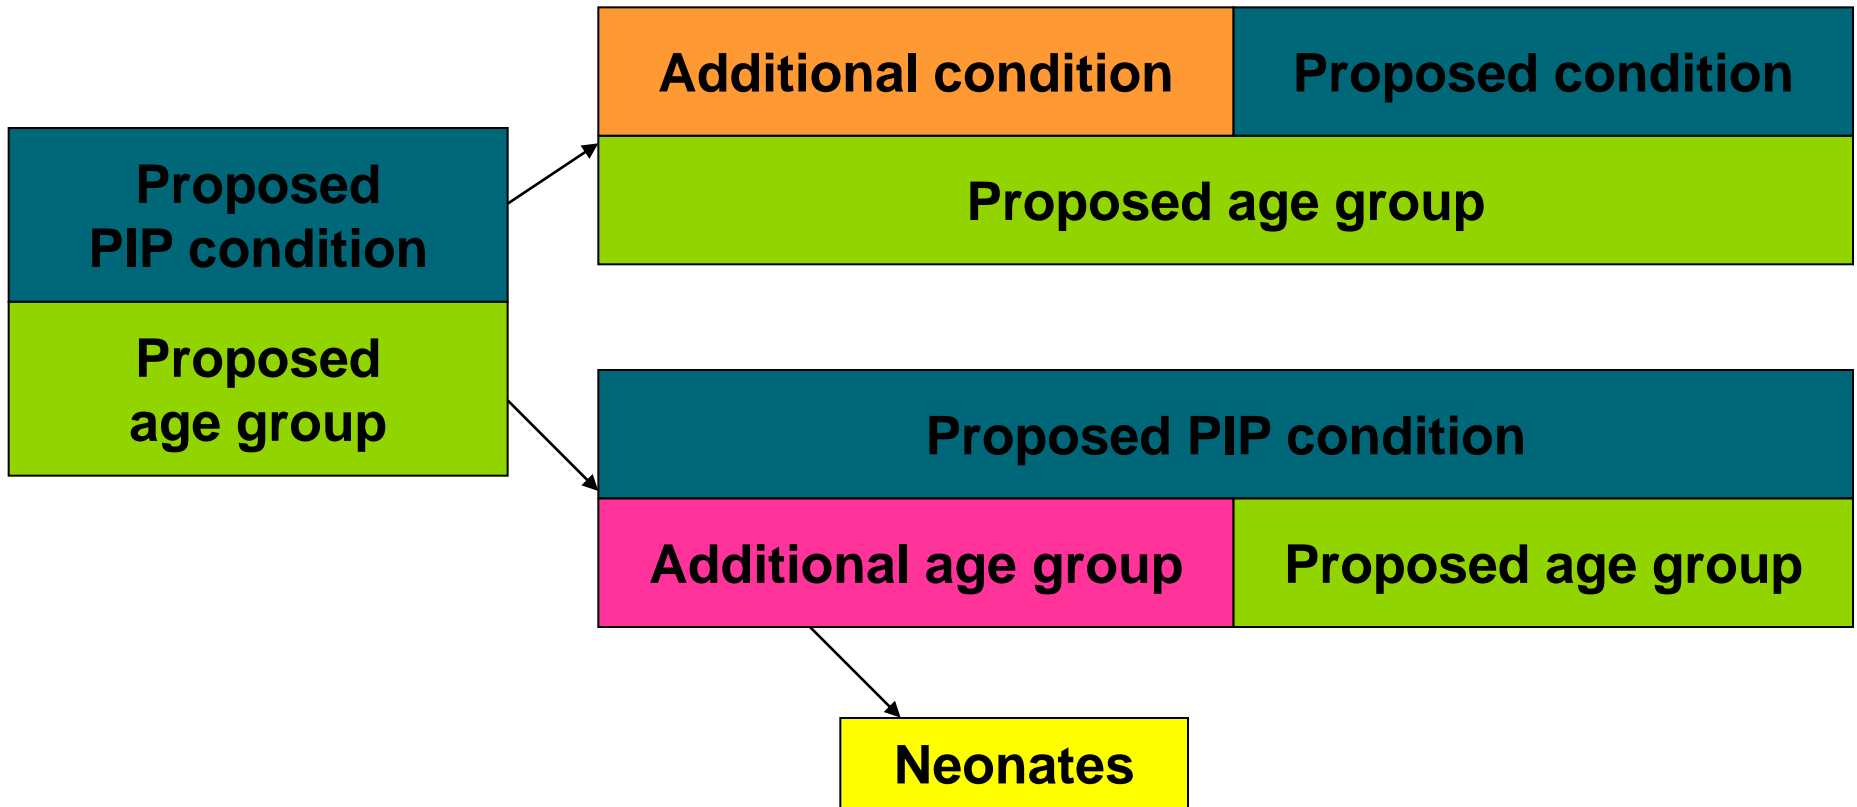 Additional condition
Proposed condition
Proposed
PIP condition
Proposed age group
Proposed
age group
Proposed PIP condition
Additional age group
Proposed age group
Neonates